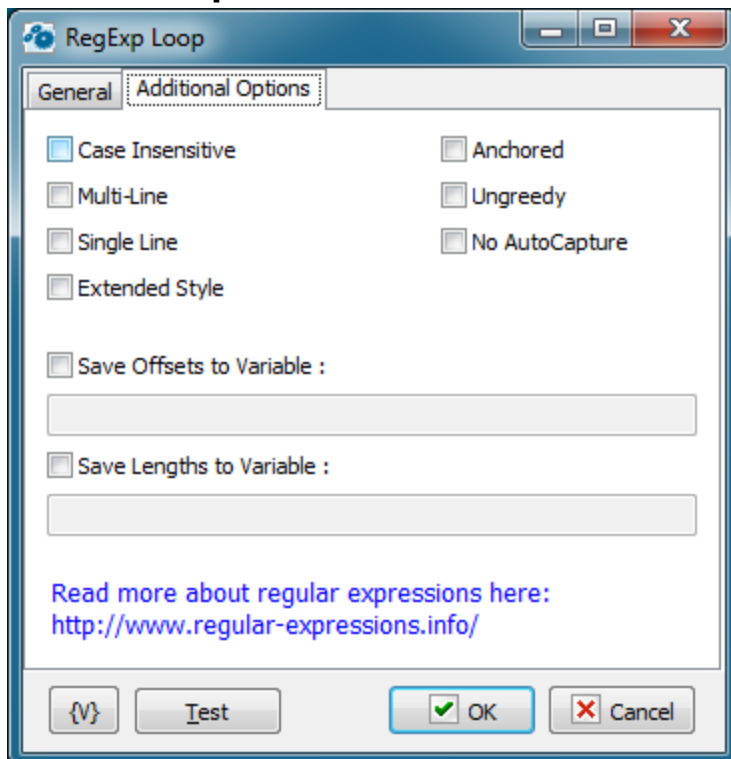 RegExp Loop
General Additional Options
Case Insensitive Anchored
Multi-Line Ungreedy
Single Line No AutoCapture
Extended Style
Save Offsets to Variable :
Save Lengths to Variable :
Read more about regular expressions here:
http://www.regular-expressions.info/
{V} Test OK Cancel